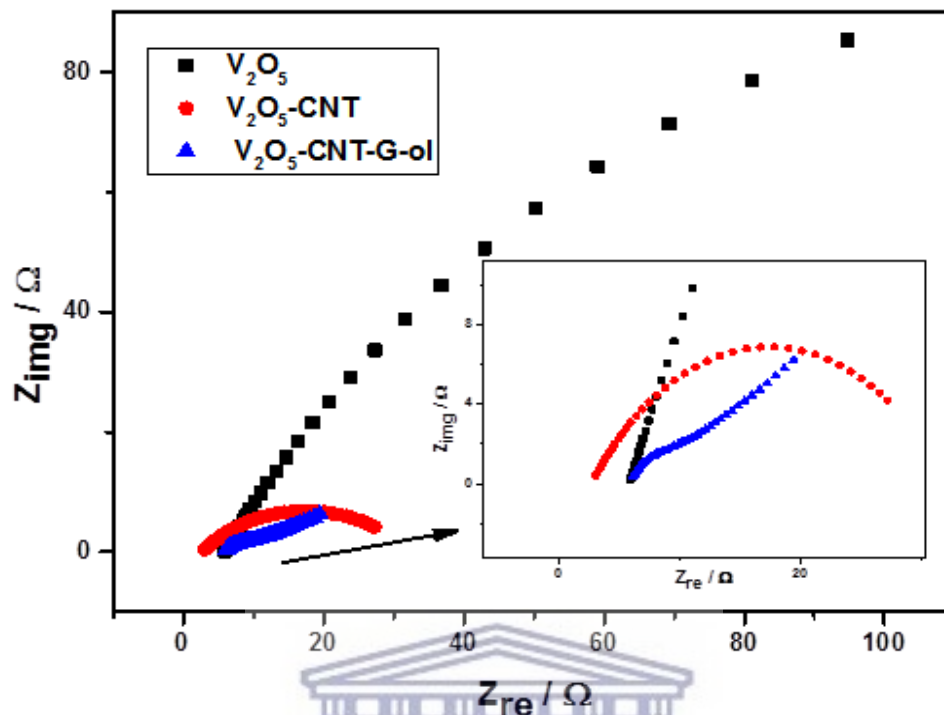 V₂O₅
V₂O₅-CNT
V₂O₅-CNT-G-ol
80
40
0
Zimg / Ω
0 20 40 60 80 100
Zre / Ω
8
4
0
Zimg / Ω
0 20
Zre / Ω